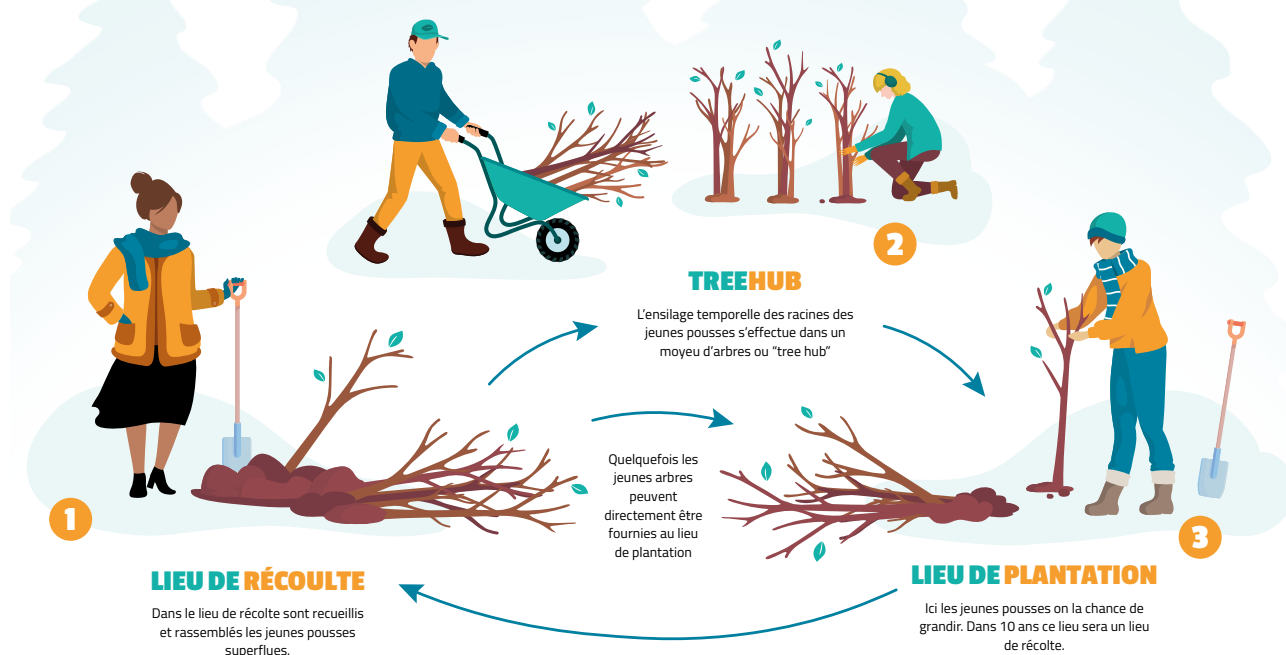 2
TREEHUB
L'ensilage temporelle des racines des
jeunes pousses s'effectue dans un
moyeu d'arbres ou "tree hub"
Quelquefois les
jeunes arbres
peuvent
directement être
fournies au lieu
de plantation
1
LIEU DE RÉCOULTE
Dans le lieu de récolte sont recueillis
et rassemblés les jeunes pousses
superflues.
3
LIEU DE PLANTATION
Ici les jeunes pousses on la chance de
grandir. Dans 10 ans ce lieu sera un lieu
de récolte.